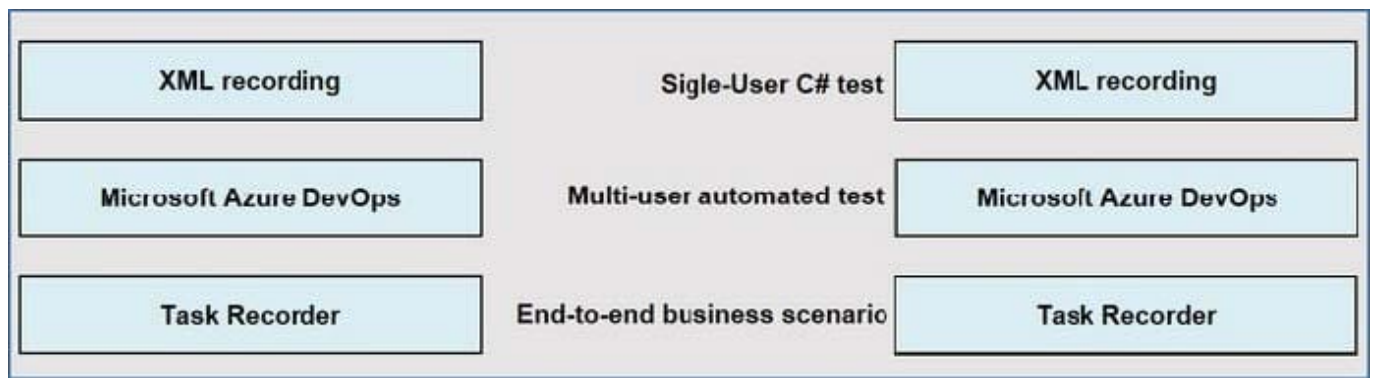 XML recording
Sigle-User C# test
XML recording
Microsoft Azure DevOps
Multi-user automated test
Microsoft Azure DevOps
Task Recorder
End-to-end business scenario
Task Recorder